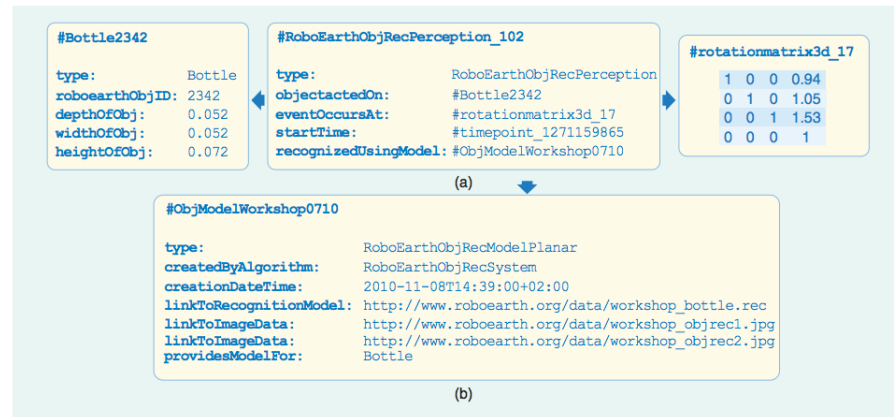 #Bottle2342
type: Bottle
roboearthObjID: 2342
depthOfObj: 0.052
widthOfObj: 0.052
heightOfObj: 0.072
#RoboEarthObjRecPerception_102
type: RoboEarthObjRecPerception
objectactedOn: #Bottle2342
eventOccursAt: #rotationmatrix3d_17
startTime: #timepoint_1271159865
recognizedUsingModel: #ObjModelWorkshop0710
#rotationmatrix3d_17
1 0 0 0.94
0 1 0 1.05
0 0 1 1.53
0 0 0 1
(a)
#ObjModelWorkshop0710
type: RoboEarthObjRecModelPlanar
createdByAlgorithm: RoboEarthObjRecSystem
creationDateTime: 2010-11-08T14:39:00+02:00
linkToRecognitionModel: http://www.roboearth.org/data/workshop_bottle.rec
linkToImageData: http://www.roboearth.org/data/workshop_objrec1.jpg
linkToImageData: http://www.roboearth.org/data/workshop_objrec2.jpg
providesModelFor: Bottle
(b)